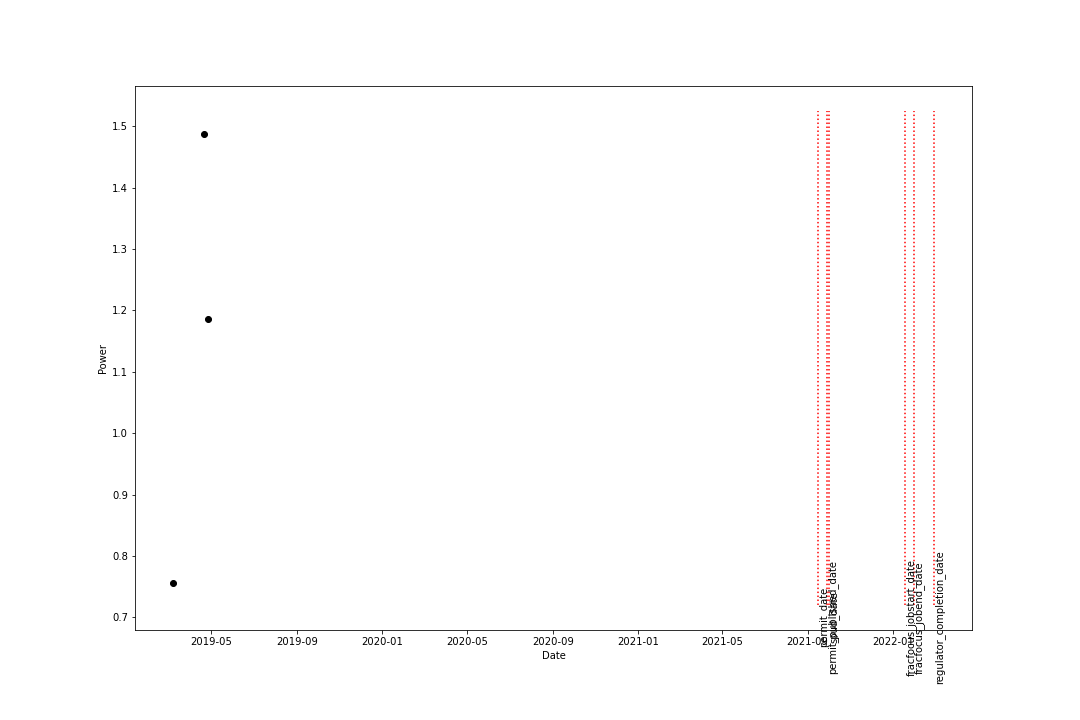 1.5
1.4
1.3
1.2
1.1
1.0
0.9
0.8
0.7
Power
2019-05
2019-09
2020-01
2020-05
2020-09
2021-01
2021-05
2021-09
Date
permit_date
fracfocus_jobstart_date
fracfocus_jobend_date
regulator_completion_date